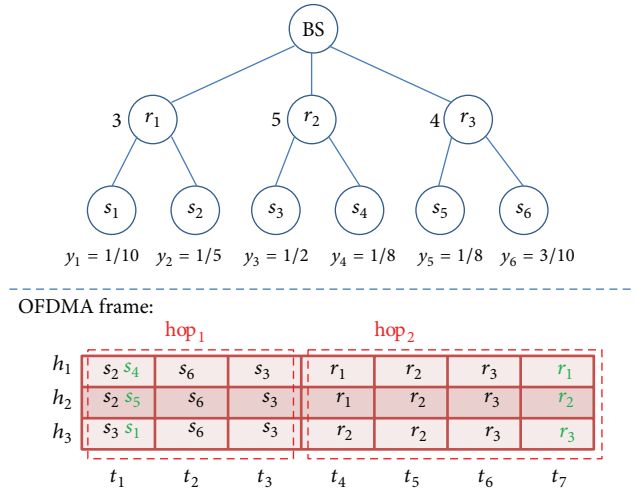 BS
3 r₁ 5 r₂ 4 r₃
s₁ s₂ s₃ s₄ s₅ s₆
y₁ = 1/10 y₂ = 1/5 y₃ = 1/2 y₄ = 1/8 y₅ = 1/8 y₆ = 3/10
OFDMA frame:
hop₁ hop₂
h₁ s₂ s₄ s₆ s₃ r₁ r₂ r₃ r₁
h₂ s₂ s₅ s₆ s₃ r₁ r₂ r₃ r₂
h₃ s₃ s₁ s₆ s₃ r₂ r₂ r₃ r₃
t₁ t₂ t₃ t₄ t₅ t₆ t₇